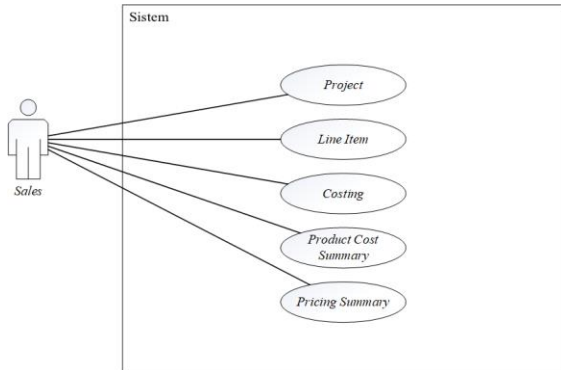 Sistem
Project
Line Item
Costing
Sales
Product Cost
Summary
Pricing Summary